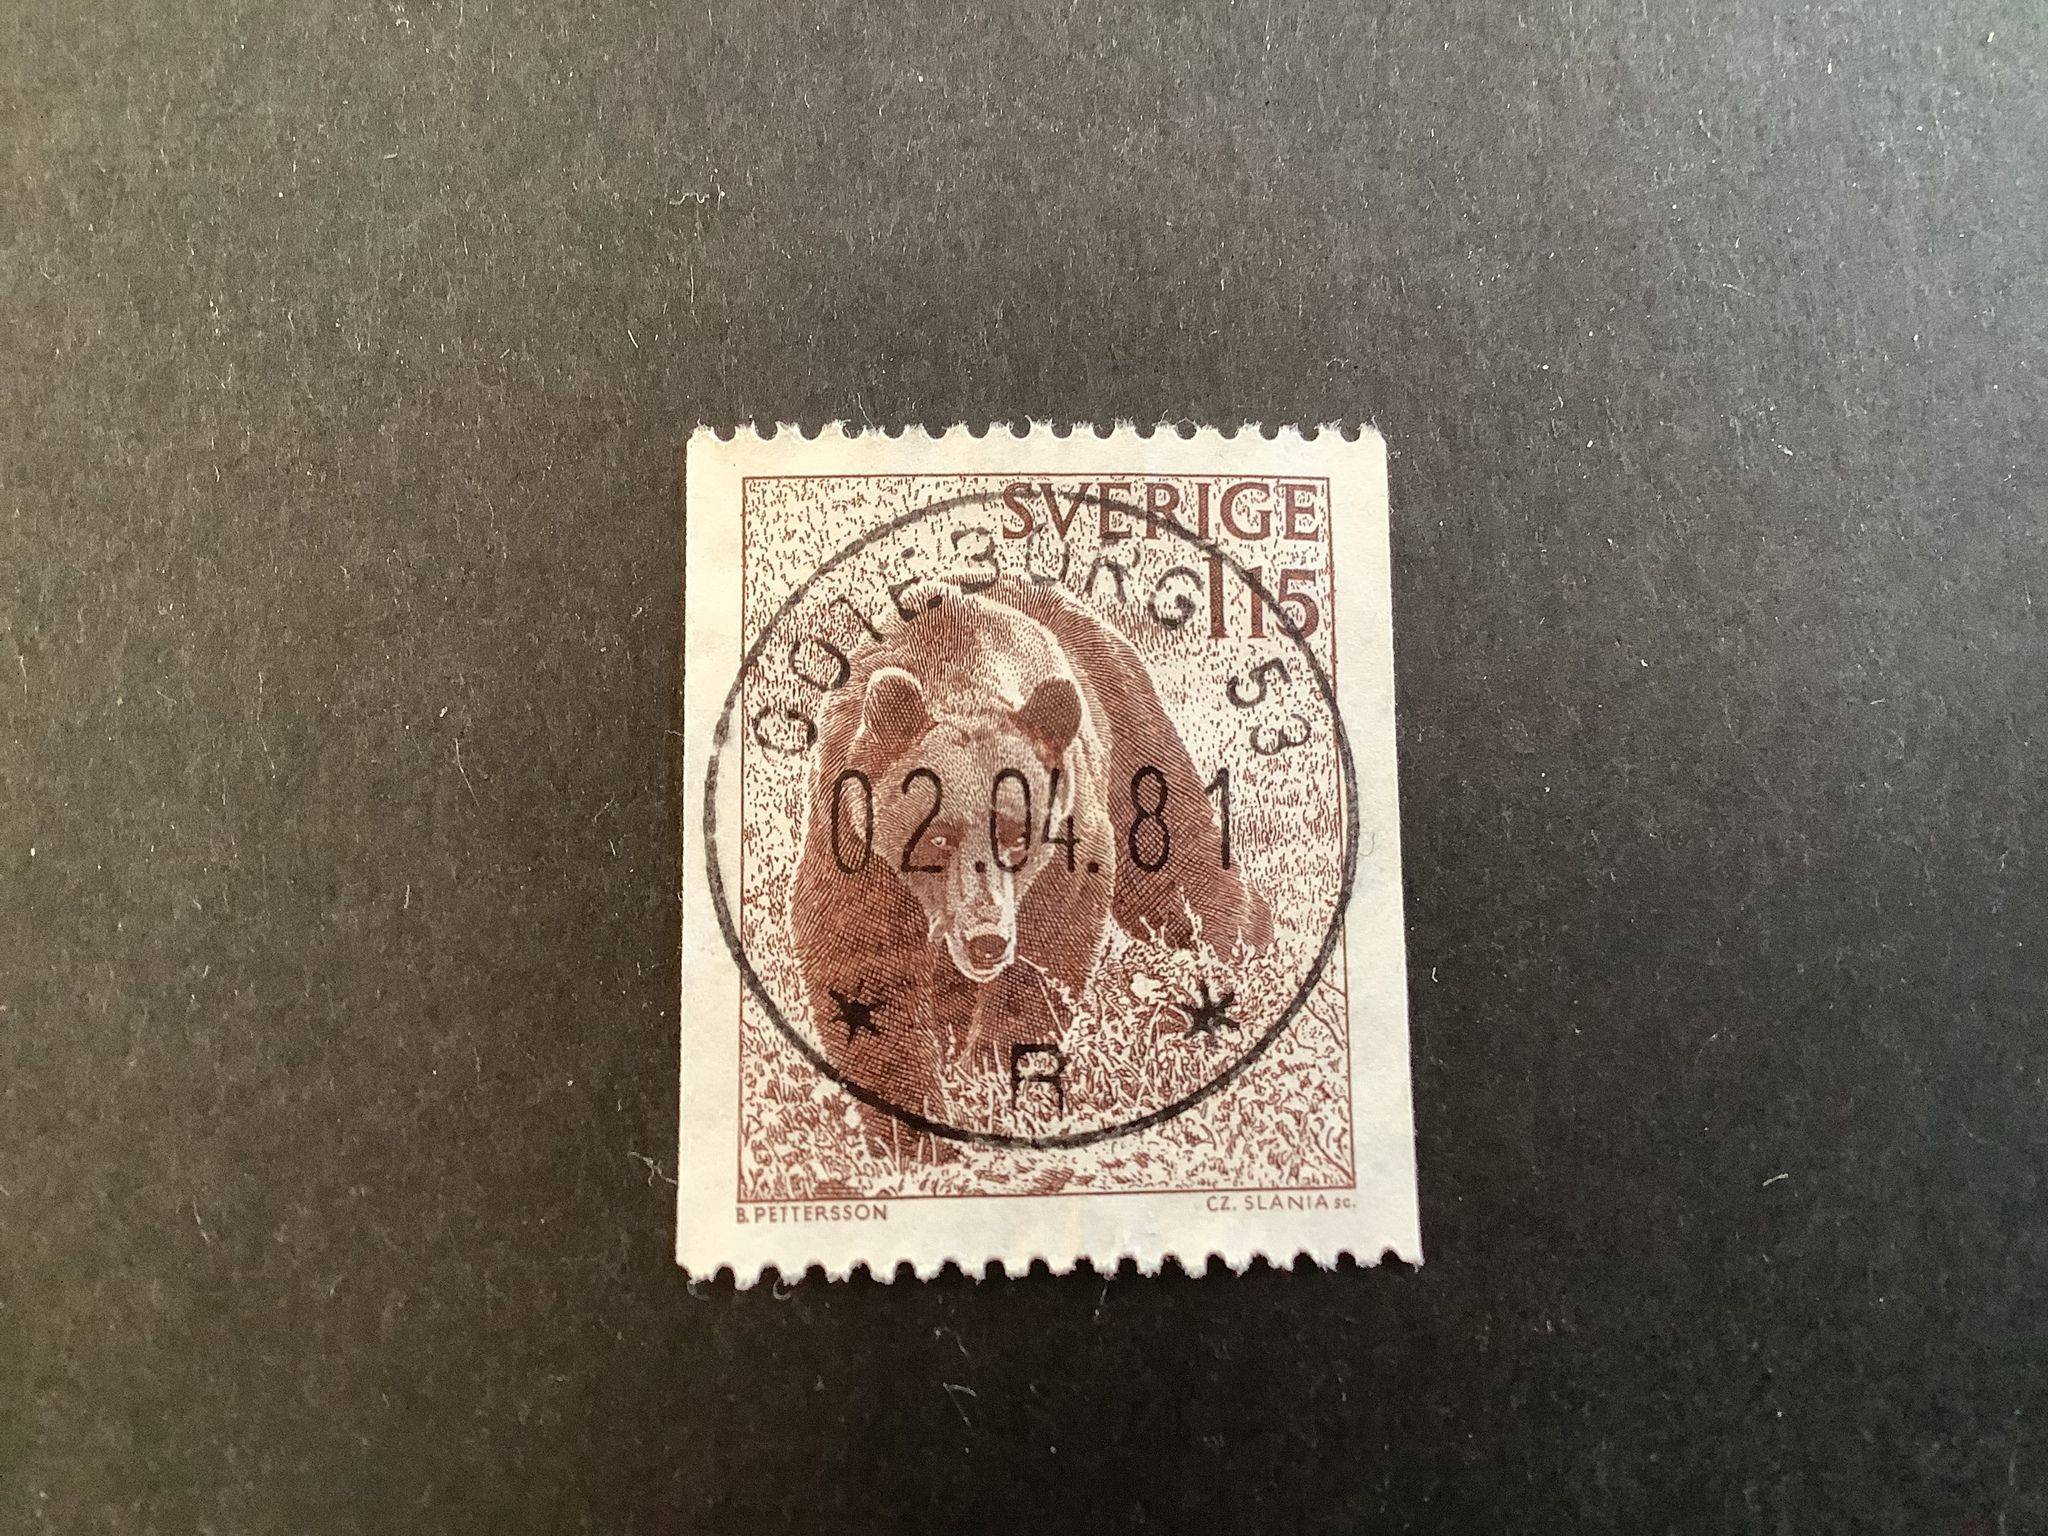 SVERIGE
115
GÖTEBORG 53
02.04.81
* *
R
B. PETTERSSON
CZ. SLANIA sc.